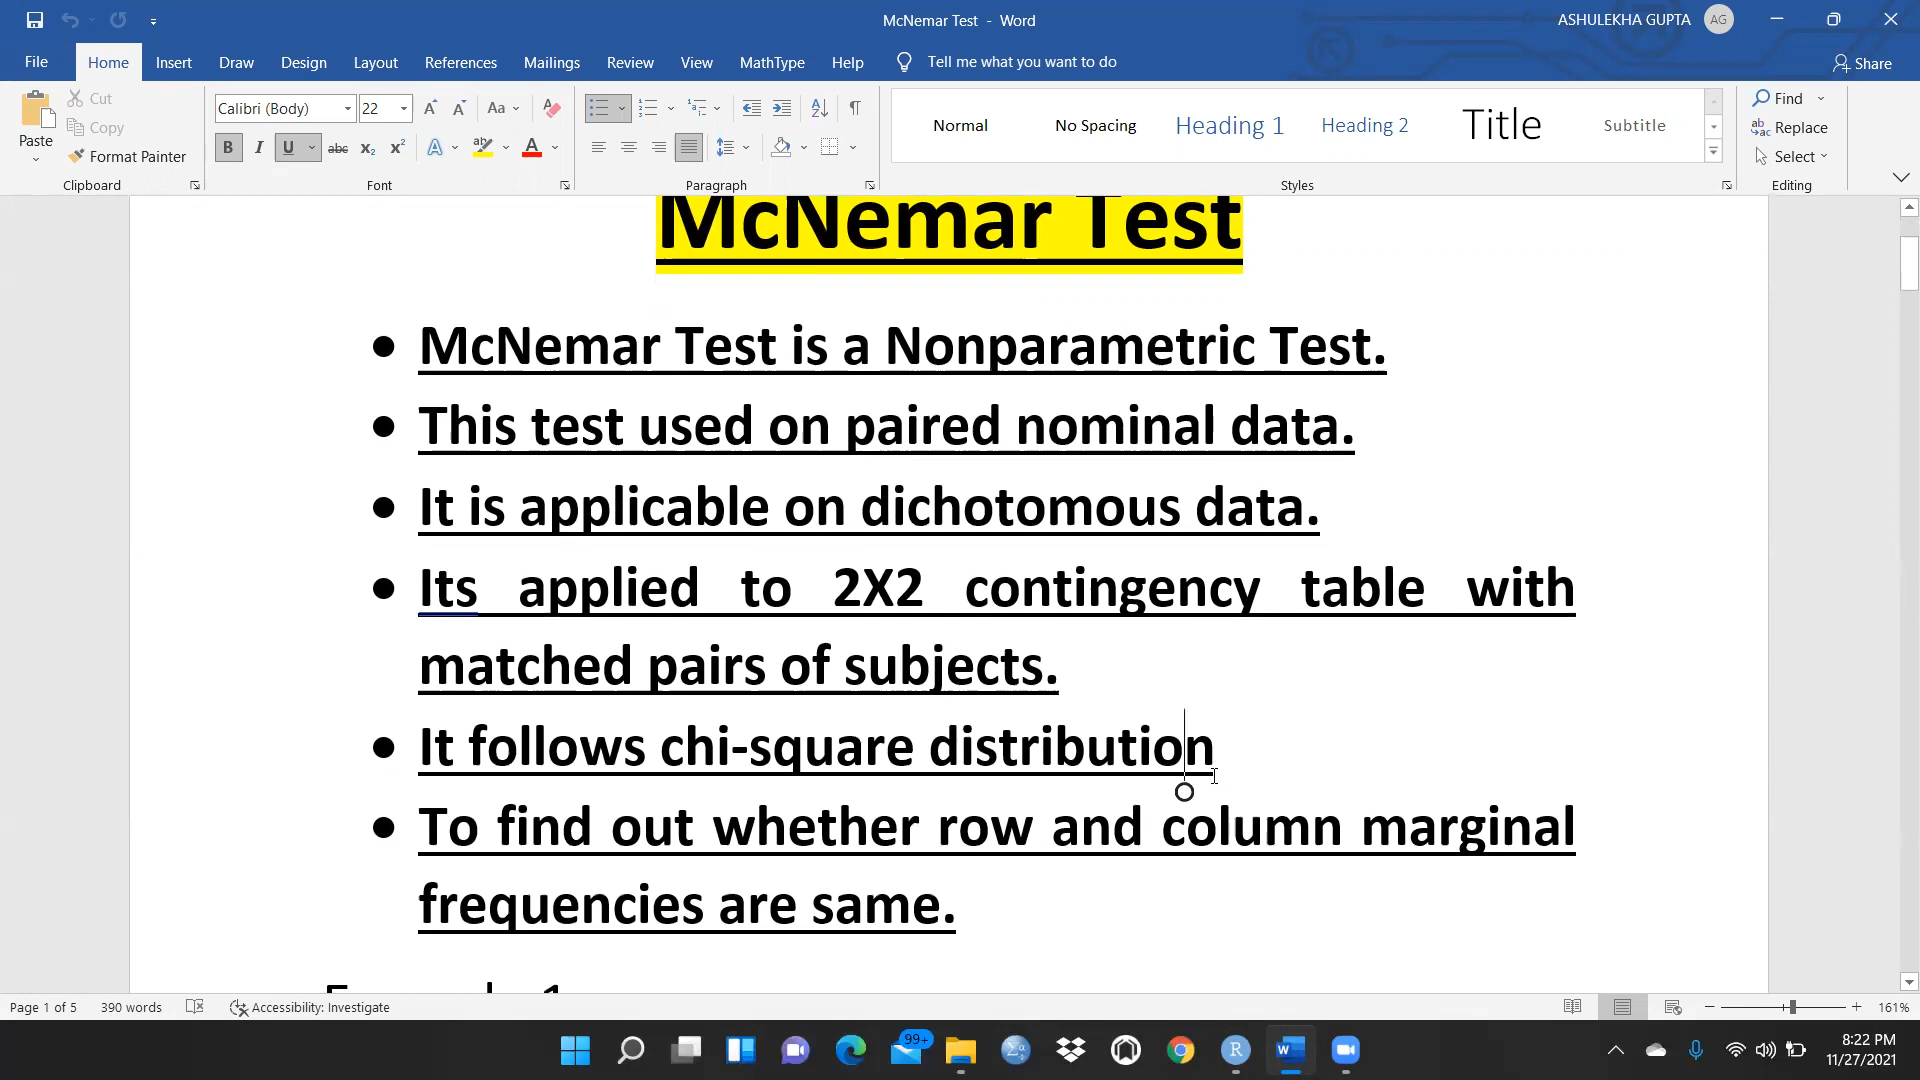 McNemar Test - Word
ASHULEKHA GUPTA AG
File Home Insert Draw Design Layout References Mailings Review View MathType Help Tell me what you want to do Share
Paste Cut Copy Format Painter Clipboard
Calibri (Body) 22 Aa
B I U abc x₂ x² A A Font
Paragraph
Normal No Spacing Heading 1 Heading 2 Title Subtitle Styles
Find Replace Select Editing
McNemar Test
• McNemar Test is a Nonparametric Test.
• This test used on paired nominal data.
• It is applicable on dichotomous data.
• Its applied to 2X2 contingency table with
matched pairs of subjects.
• It follows chi-square distribution
• To find out whether row and column marginal
frequencies are same.
Page 1 of 5 390 words Accessibility: Investigate 161%
99+
8:22 PM
11/27/2021